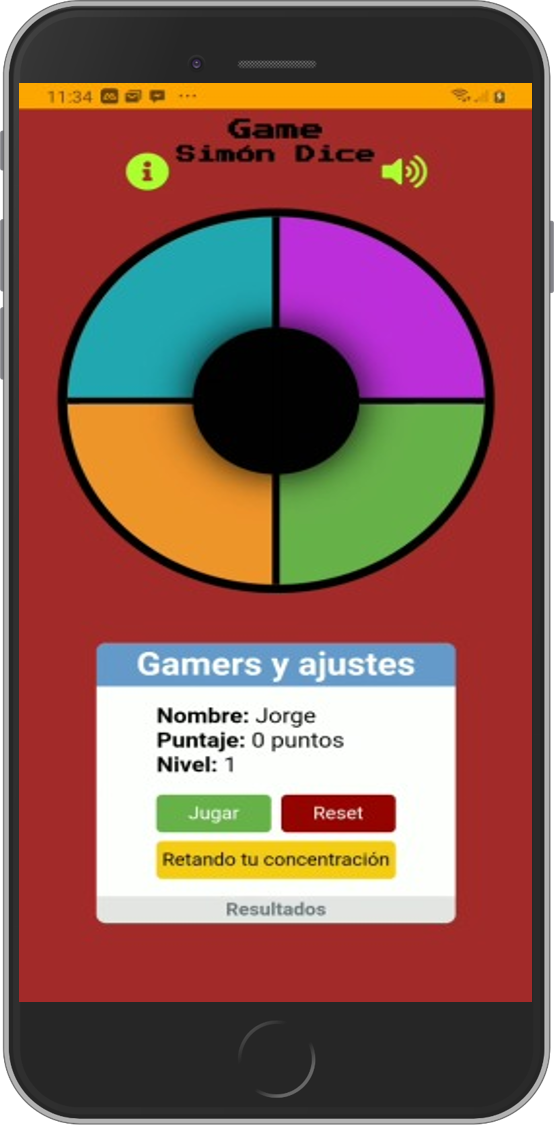 11:34
Game
Simón Dice
Gamers y ajustes
Nombre: Jorge
Puntaje: 0 puntos
Nivel: 1
Jugar Reset
Retando tu concentración
Resultados